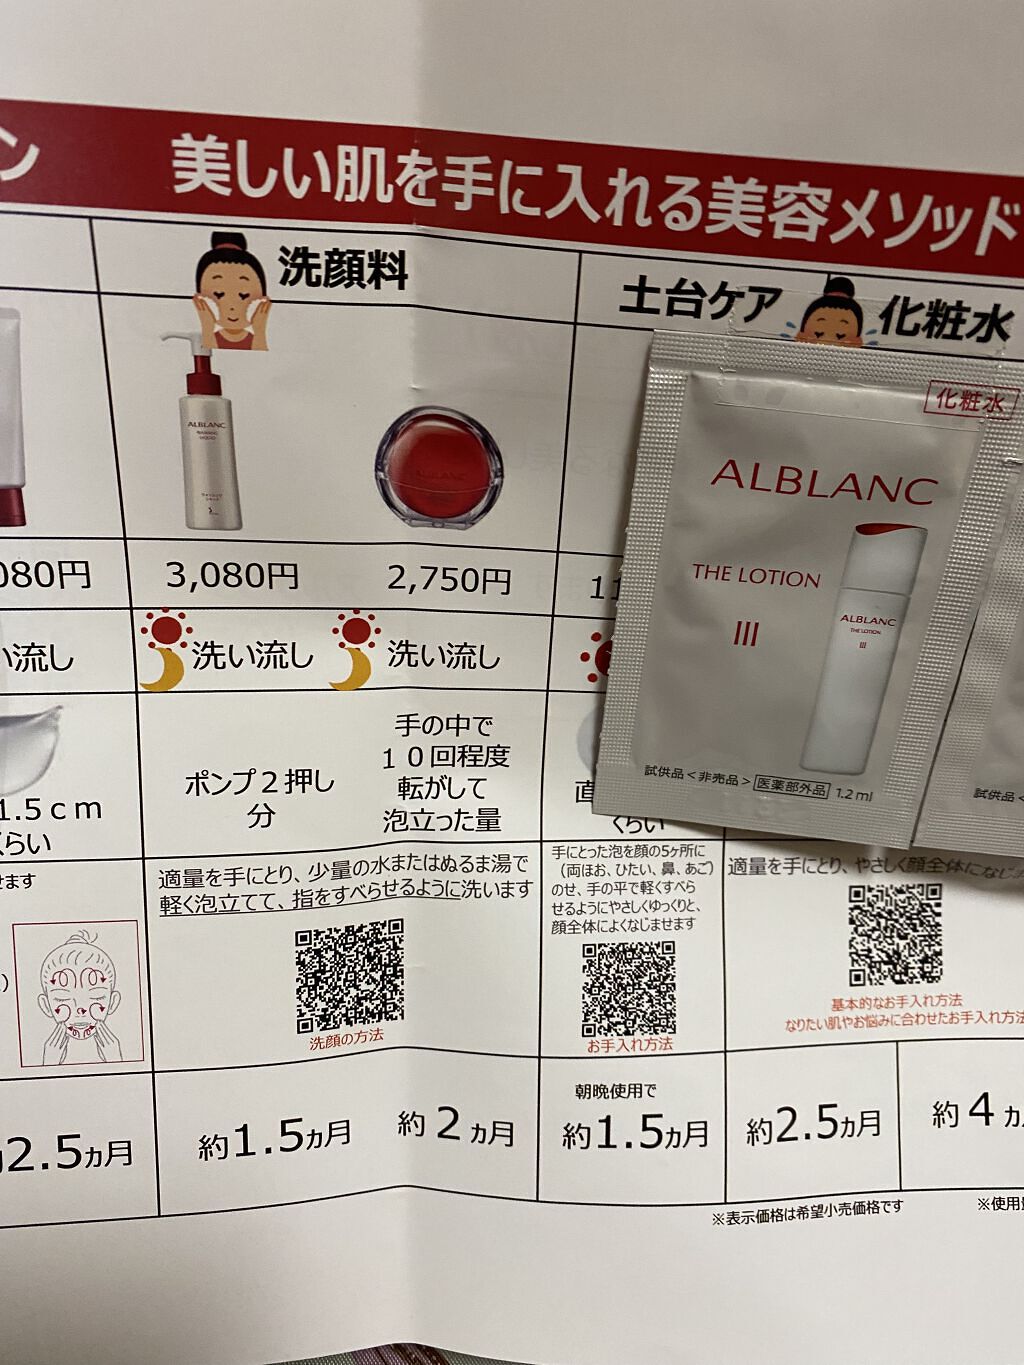 ン
美しい肌を手に入れる美容メソッド
洗顔料
土台ケア
化粧水
ALBLANC
WASHING
LIQUID
ALBLANC
化粧水
ALBLANC
THE LOTION
III
ALBLANC
THE LOTION
III
試供品＜非売品＞ 医薬部外品 1.2ml
試供品＜
080円
3,080円
2,750円
11
い流し
洗い流し
洗い流し
1.5ｃｍ
くらい
ポンプ２押し
分
手の中で
１０回程度
転がして
泡立った量
直
くらい
せます
適量を手にとり、少量の水またはぬるま湯で
軽く泡立てて、指をすべらせるように洗います
洗顔の方法
手にとった泡を顔の5ヶ所に
（両ほお、ひたい、鼻、あご）
のせ、手の平で軽くすべら
せるようにやさしくゆっくりと、
顔全体によくなじませます
お手入れ方法
適量を手にとり、やさしく顔全体になじ
基本的なお手入れ方法
なりたい肌やお悩みに合わせたお手入れ方
2.5ヵ月
約1.5ヵ月
約２ヵ月
朝晩使用で
約1.5ヵ月
約2.5ヵ月
約４ヵ
※表示価格は希望小売価格です
※使用